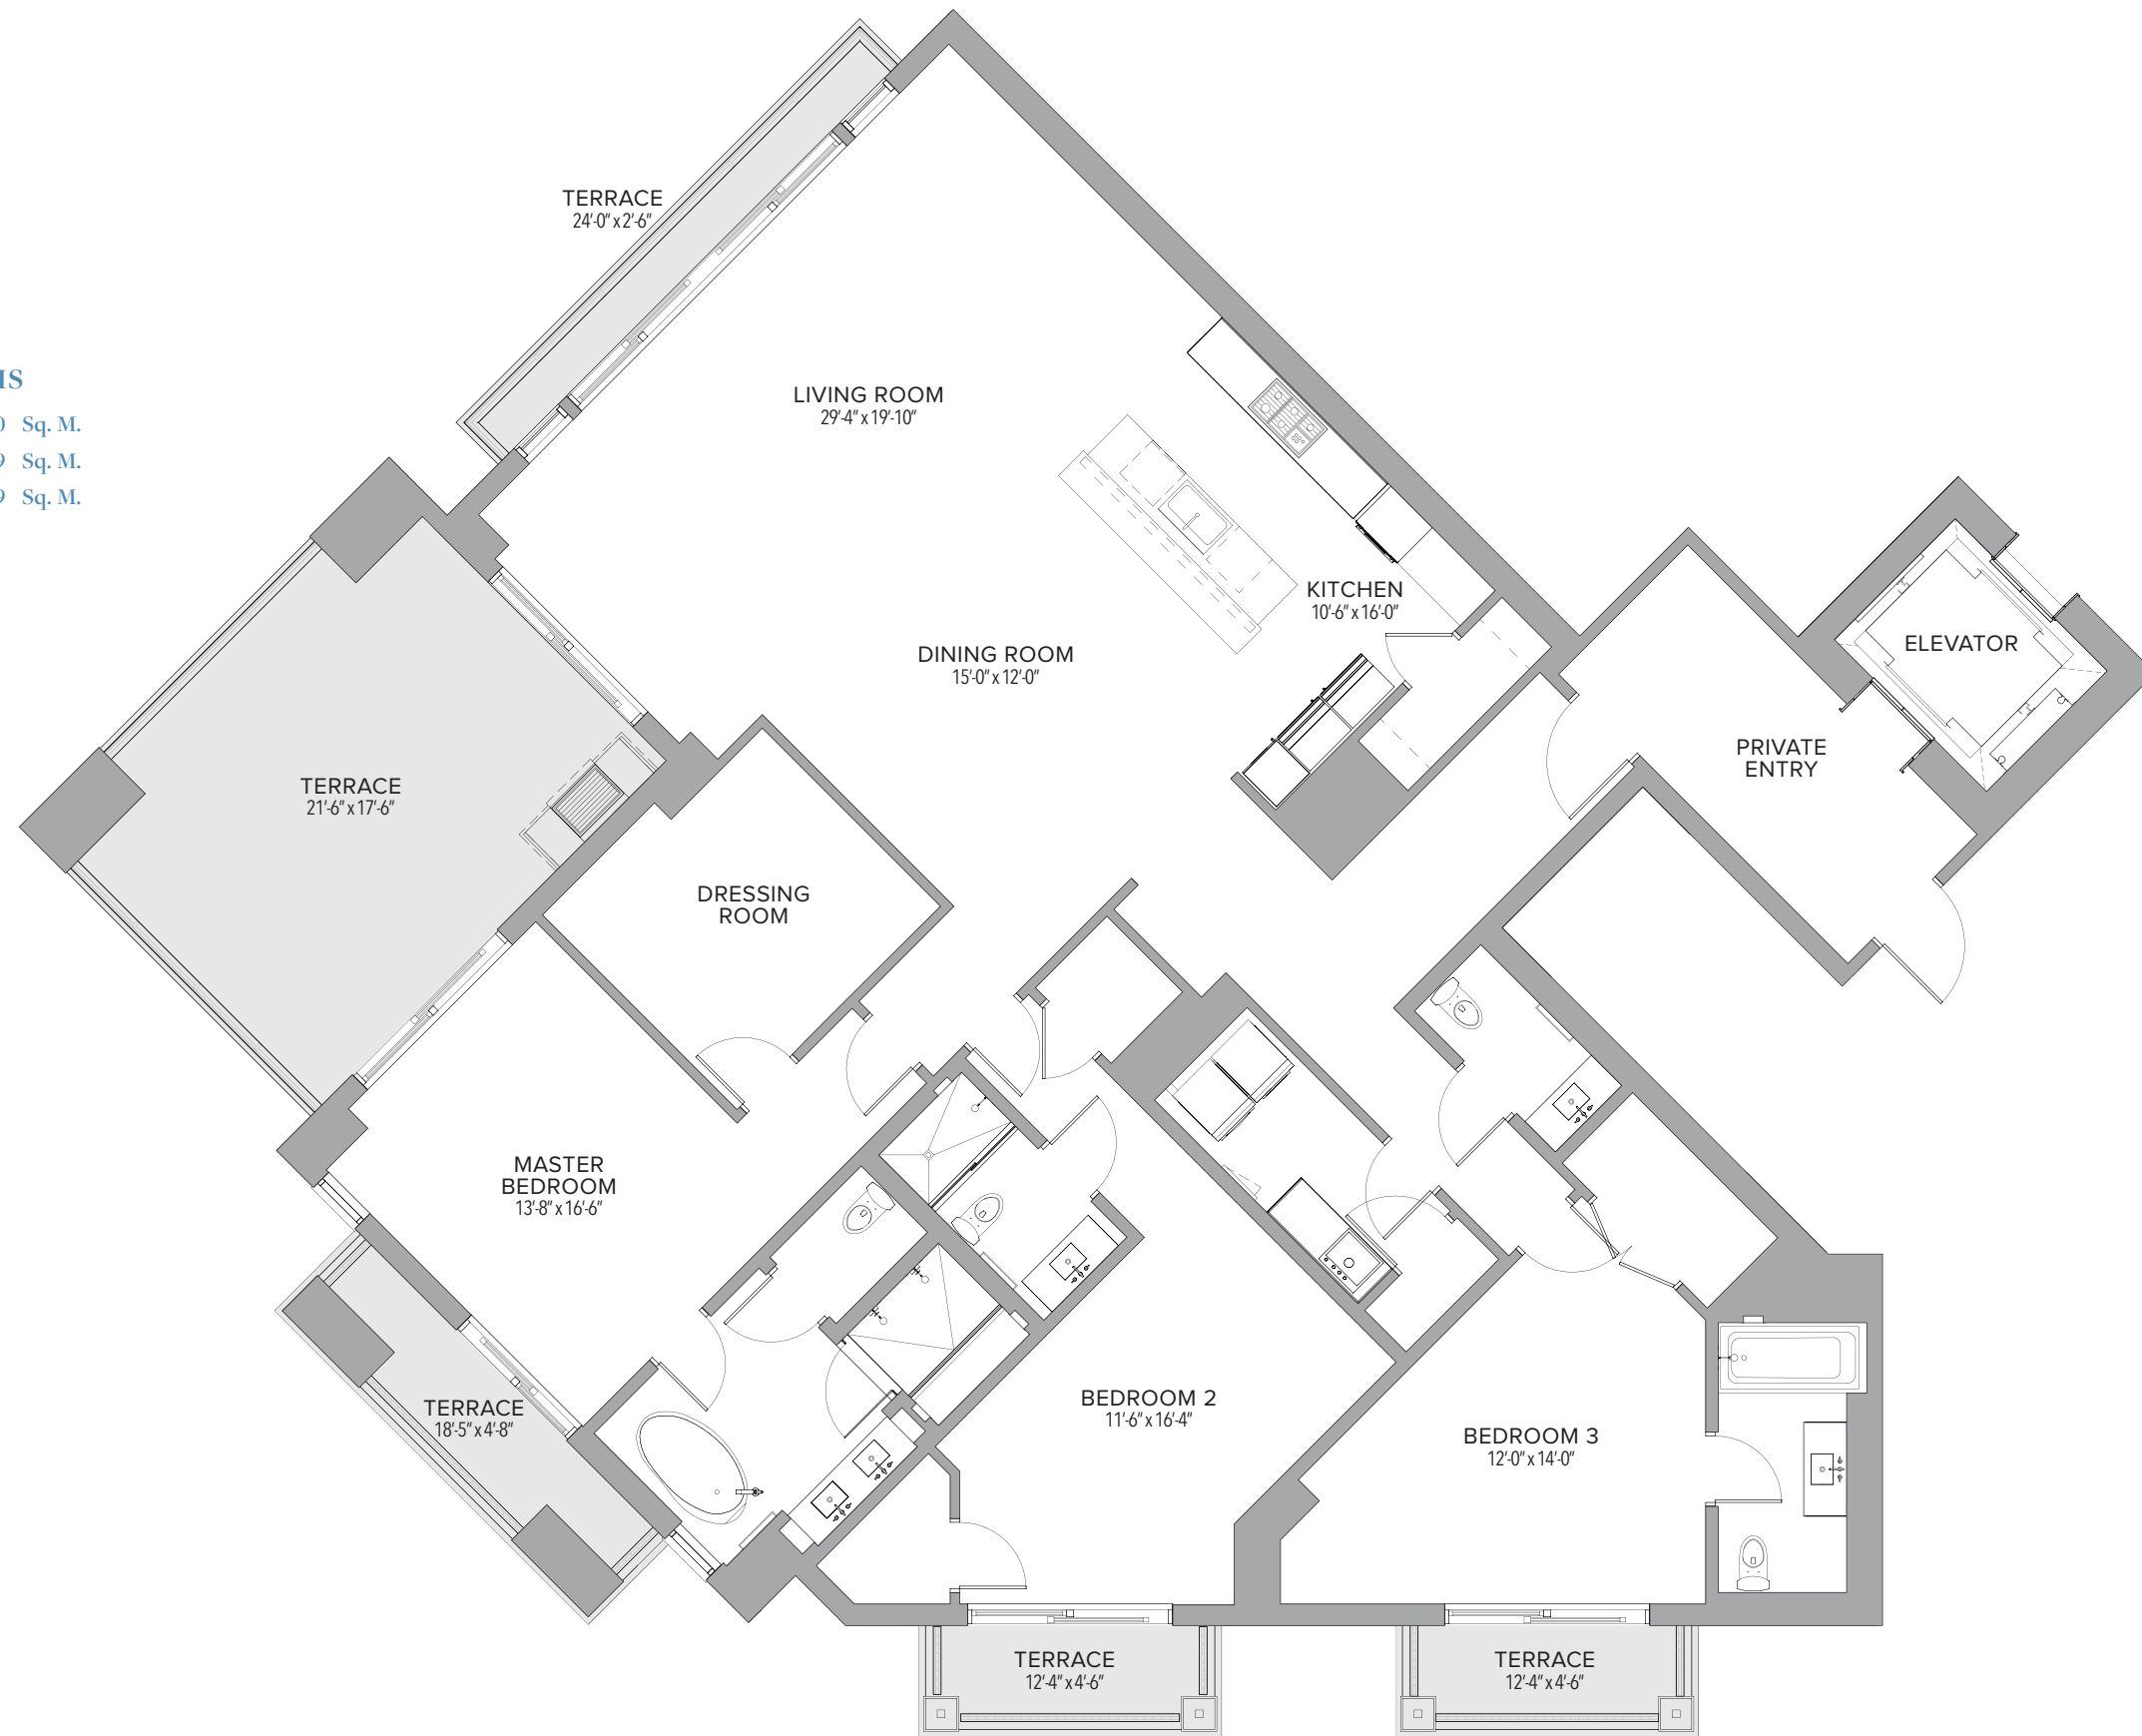 TERRACE
24'-0" x 2'-6"
Sq. M.
Sq. M.
Sq. M.
LIVING ROOM
29'-4" x 19'-10"
KITCHEN
10'-6" x 16'-0"
DINING ROOM
15'-0" x 12'-0"
ELEVATOR
PRIVATE
ENTRY
TERRACE
21'-6" x 17'-6"
DRESSING
ROOM
MASTER
BEDROOM
13'-8" x 16'-6"
TERRACE
18'-5" x 4'-8"
BEDROOM 2
11'-6" x 16'-4"
BEDROOM 3
12'-0" x 14'-0"
TERRACE
12'-4" x 4'-6"
TERRACE
12'-4" x 4'-6"